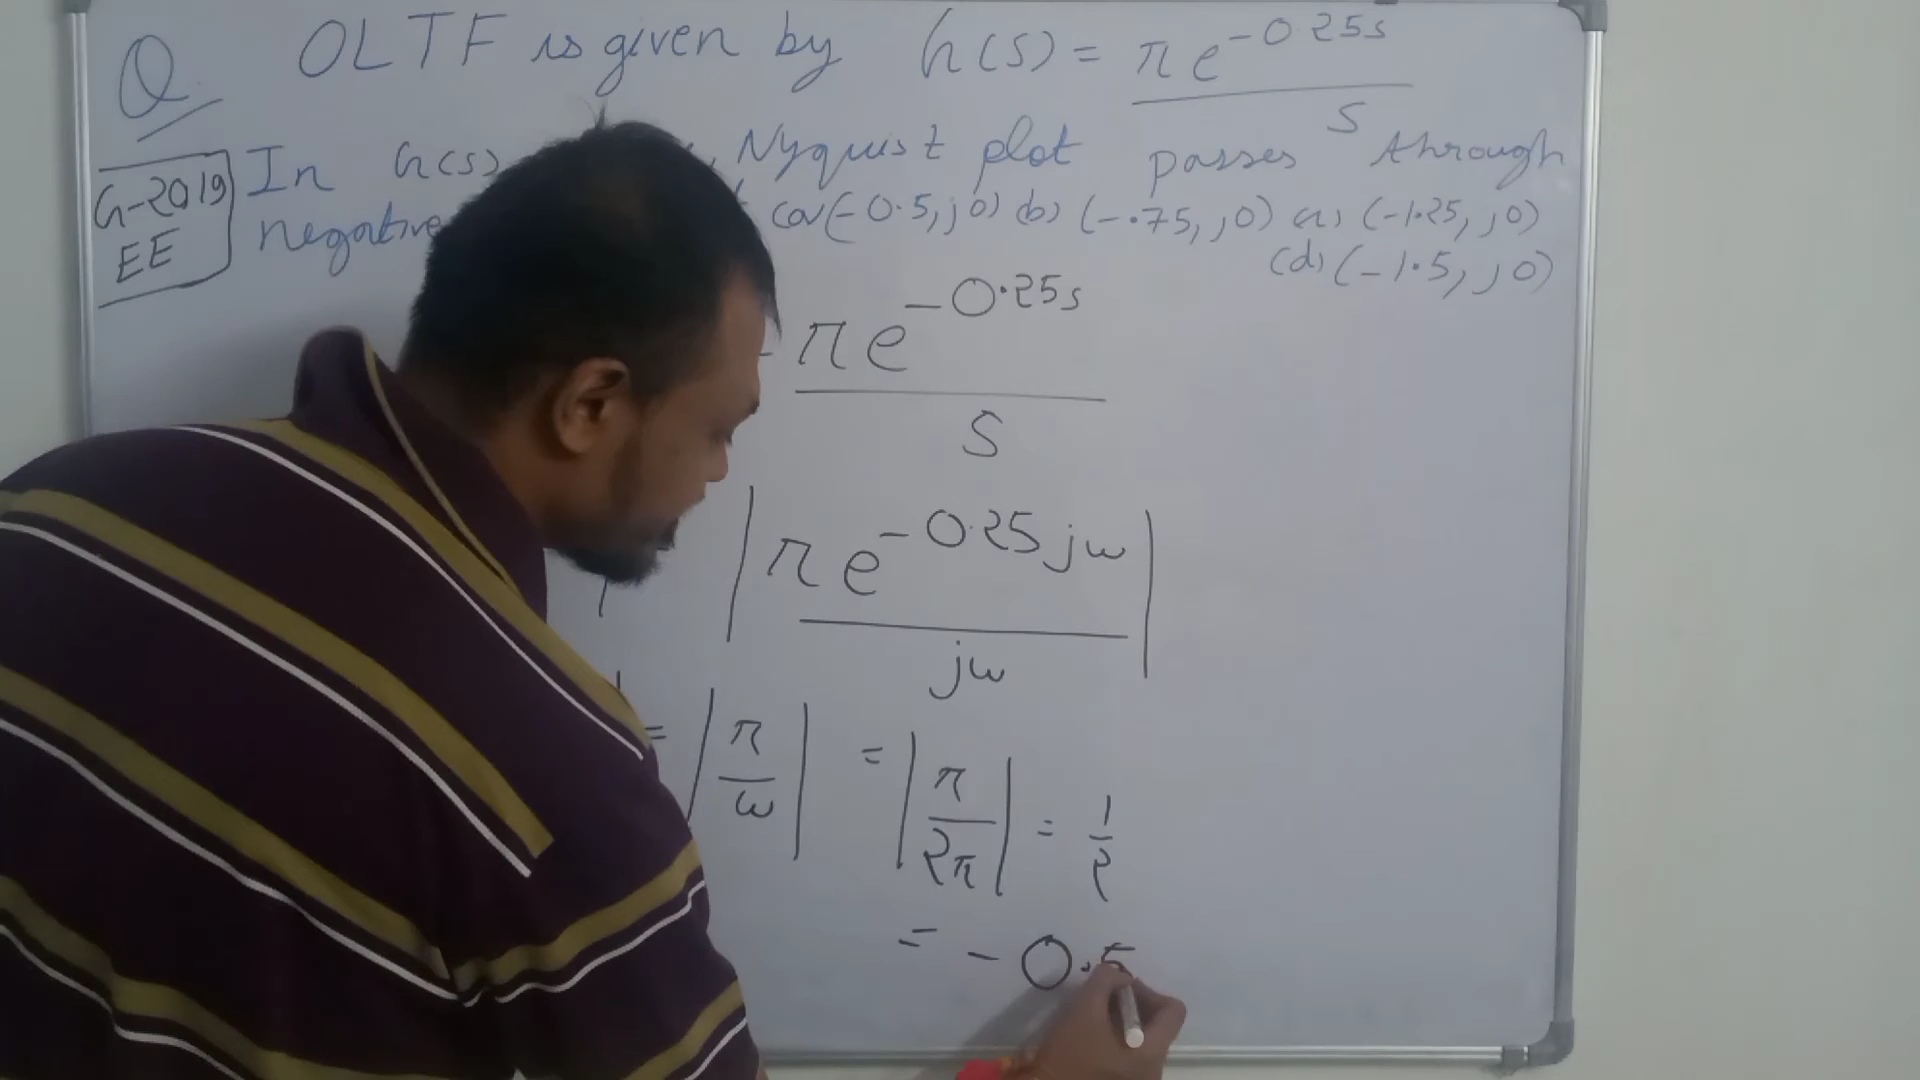 Q. OLTF is given by G(s) = πe^-0.25s / s
G-2019
EE
In G(s) Nyquist plot passes through
negative (a) (-0.5, j0) (b) (-.75, j0) (c) (-1.25, j0)
(d) (-1.5, j0)
πe^-0.25s
s
|πe^-0.25jω / jω|
= |π/ω| = |π/2π| = 1/2
= -0.5